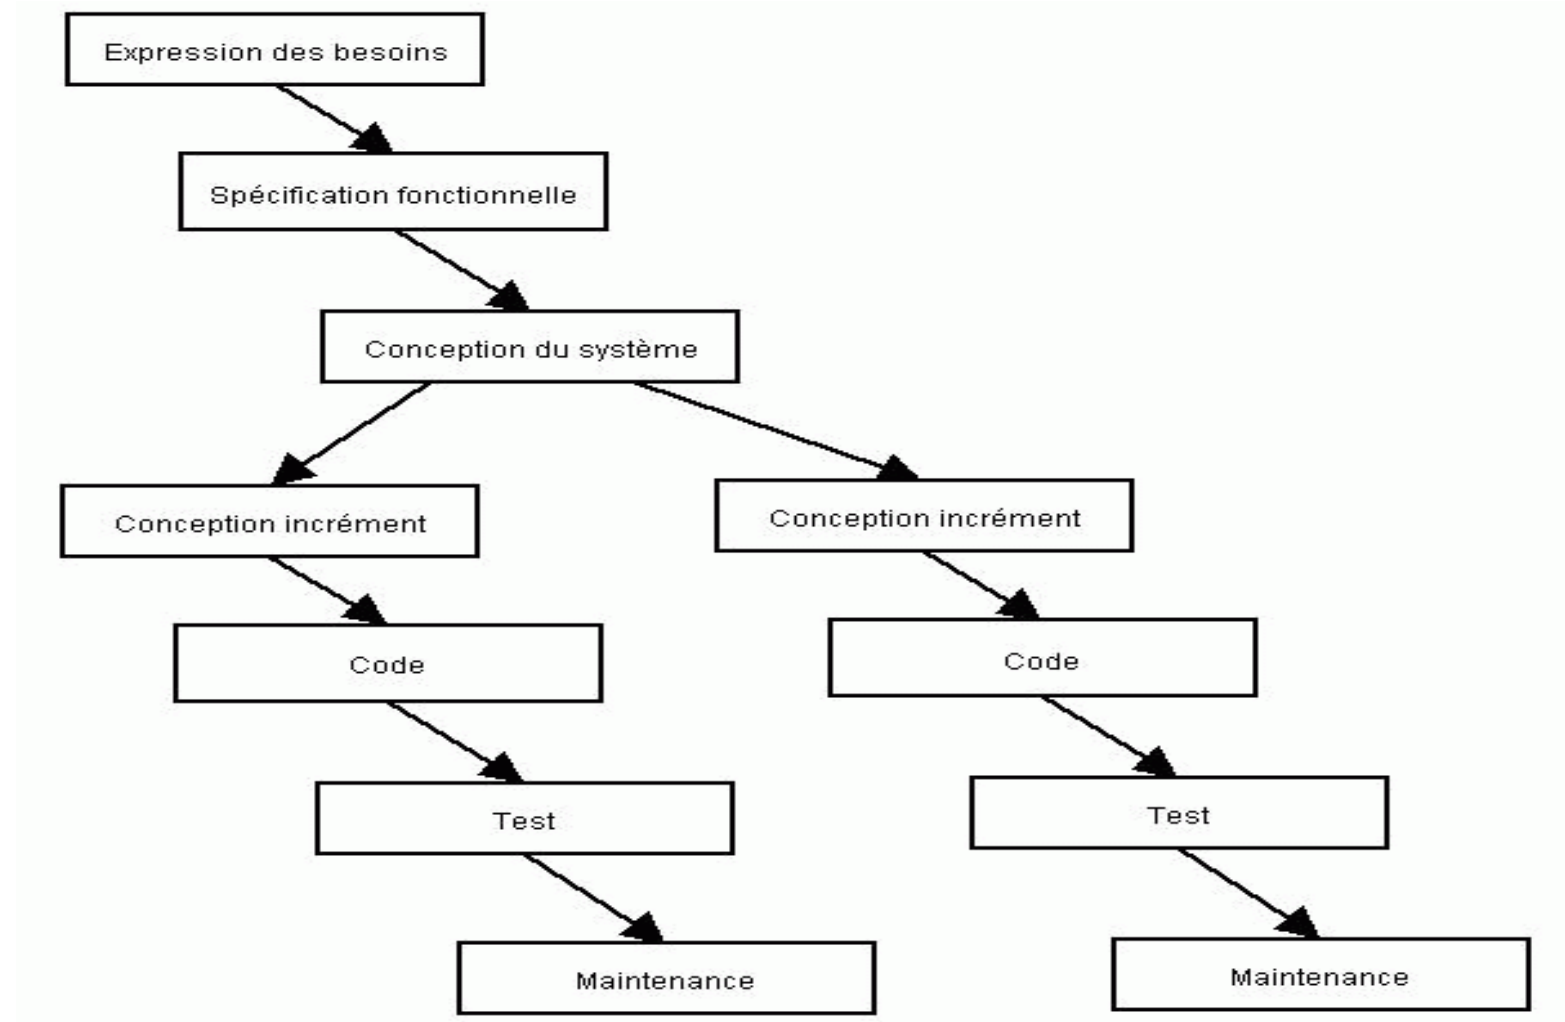 Expression des besoins
Spécification fonctionnelle
Conception du système
Conception incrément
Conception incrément
Code
Code
Test
Test
Maintenance
Maintenance